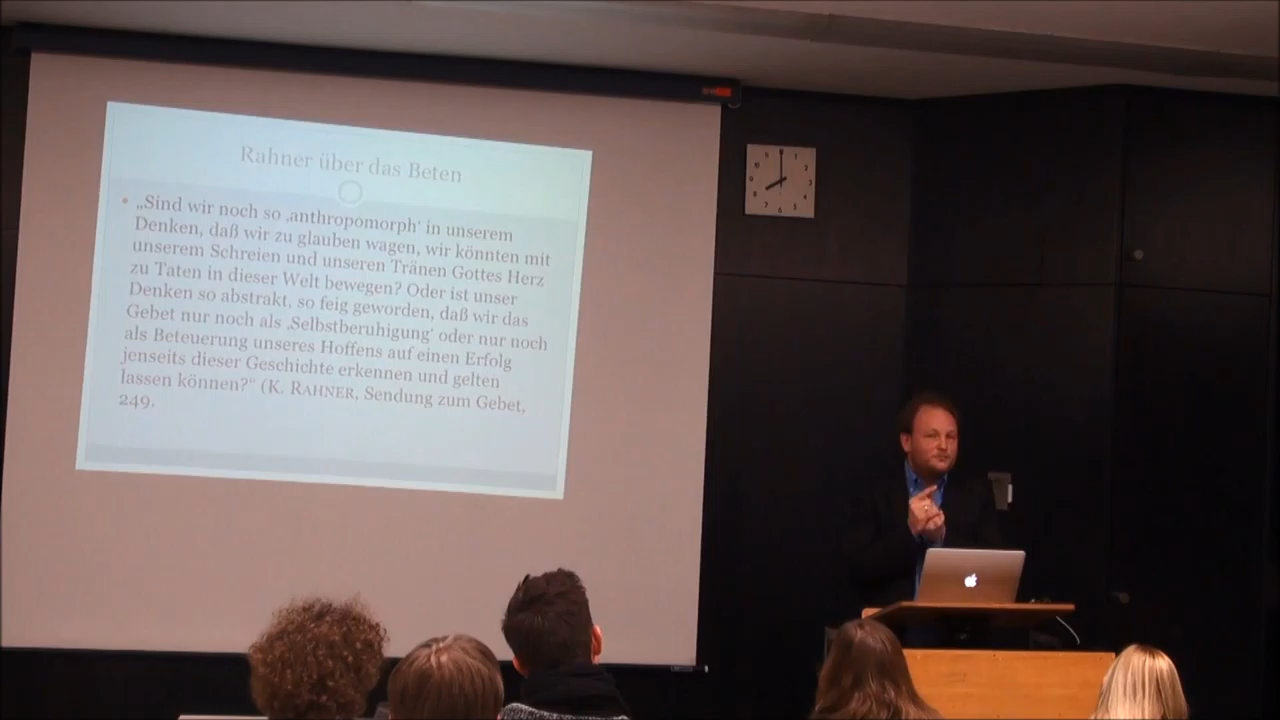 Rahner über das Beten
• „Sind wir noch so ‚anthropomorph‘ in unserem
Denken, daß wir zu glauben wagen, wir könnten mit
unserem Schreien und unseren Tränen Gottes Herz
zu Taten in dieser Welt bewegen? Oder ist unser
Denken so abstrakt, so feig geworden, daß wir das
Gebet nur noch als ‚Selbstberuhigung‘ oder nur noch
als Beteuerung unseres Hoffens auf einen Erfolg
jenseits dieser Geschichte erkennen und gelten
lassen können?“ (K. RAHNER, Sendung zum Gebet,
249.